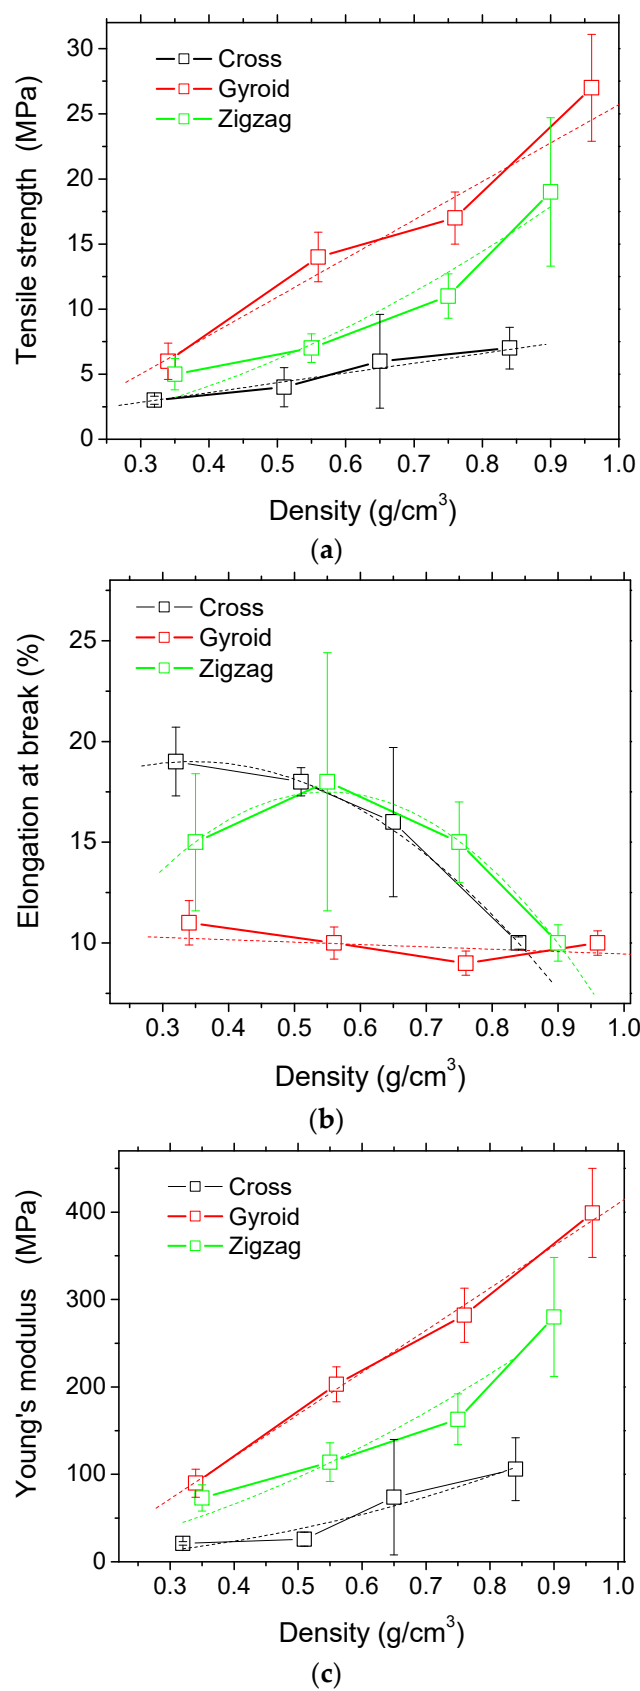 30
25
20
15
10
5
0
Tensile strength (MPa)
Cross
Gyroid
Zigzag
0.3 0.4 0.5 0.6 0.7 0.8 0.9 1.0
Density (g/cm³)
(a)
25
20
15
10
Elongation at break (%)
Cross
Gyroid
Zigzag
0.3 0.4 0.5 0.6 0.7 0.8 0.9 1.0
Density (g/cm³)
(b)
400
300
200
100
0
Young's modulus (MPa)
Cross
Gyroid
Zigzag
0.3 0.4 0.5 0.6 0.7 0.8 0.9 1.0
Density (g/cm³)
(c)